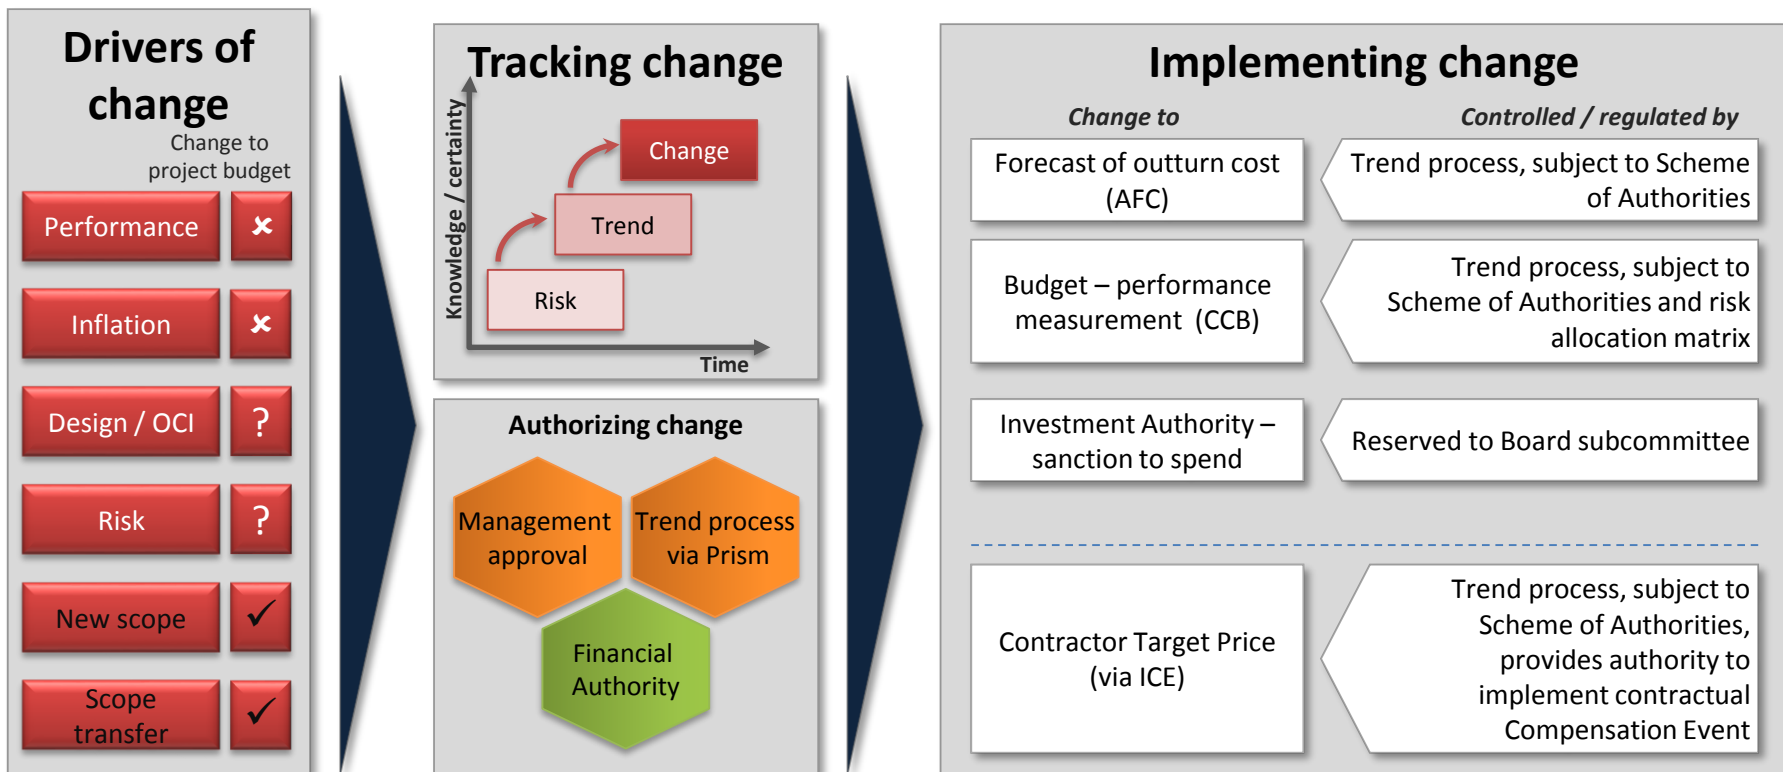 Drivers of
change
Change to
project budget
Performance ✘
Inflation ✘
Design / OCI ?
Risk ?
New scope ✓
Scope
transfer ✓
Tracking change
Knowledge / certainty
Change
Trend
Risk
Time
Authorizing change
Management
approval
Trend process
via Prism
Financial
Authority
Implementing change
Change to
Controlled / regulated by
Forecast of outturn cost
(AFC)
Trend process, subject to Scheme
of Authorities
Budget – performance
measurement (CCB)
Trend process, subject to
Scheme of Authorities and risk
allocation matrix
Investment Authority –
sanction to spend
Reserved to Board subcommittee
Contractor Target Price
(via ICE)
Trend process, subject to
Scheme of Authorities,
provides authority to
implement contractual
Compensation Event